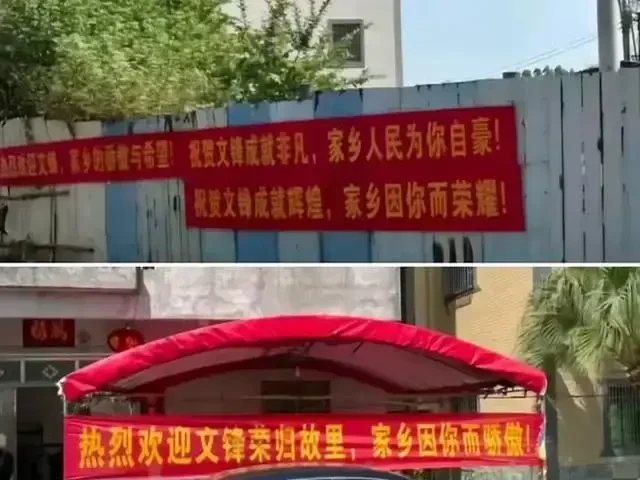 热烈欢迎文锋，家乡的骄傲与希望！
祝贺文锋成就非凡，家乡人民为你自豪！
祝贺文锋成就辉煌，家乡因你而荣耀！
热烈欢迎文锋荣归故里，家乡因你而骄傲！